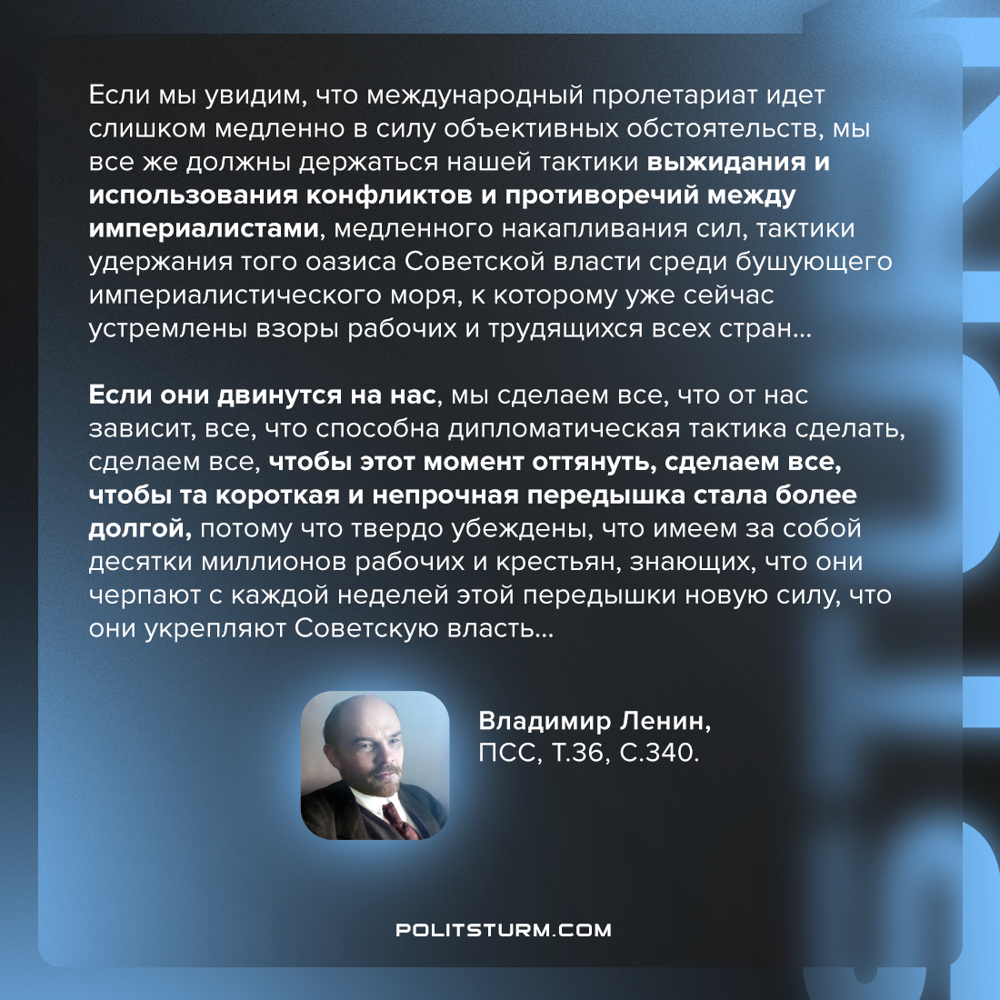 Если мы увидим, что международный пролетариат идет
слишком медленно в силу объективных обстоятельств, мы
все же должны держаться нашей тактики выжидания и
использования конфликтов и противоречий между
империалистами, медленного накапливания сил, тактики
удержания того оазиса Советской власти среди бушующего
империалистического моря, к которому уже сейчас
устремлены взоры рабочих и трудящихся всех стран...
Если они двинутся на нас, мы сделаем все, что от нас
зависит, все, что способна дипломатическая тактика сделать,
сделаем все, чтобы этот момент оттянуть, сделаем все,
чтобы та короткая и непрочная передышка стала более
долгой, потому что твердо убеждены, что имеем за собой
десятки миллионов рабочих и крестьян, знающих, что они
черпают с каждой неделей этой передышки новую силу, что
они укрепляют Советскую власть...
Владимир Ленин,
ПСС, Т.36, С.340.
POLITSTURM.COM